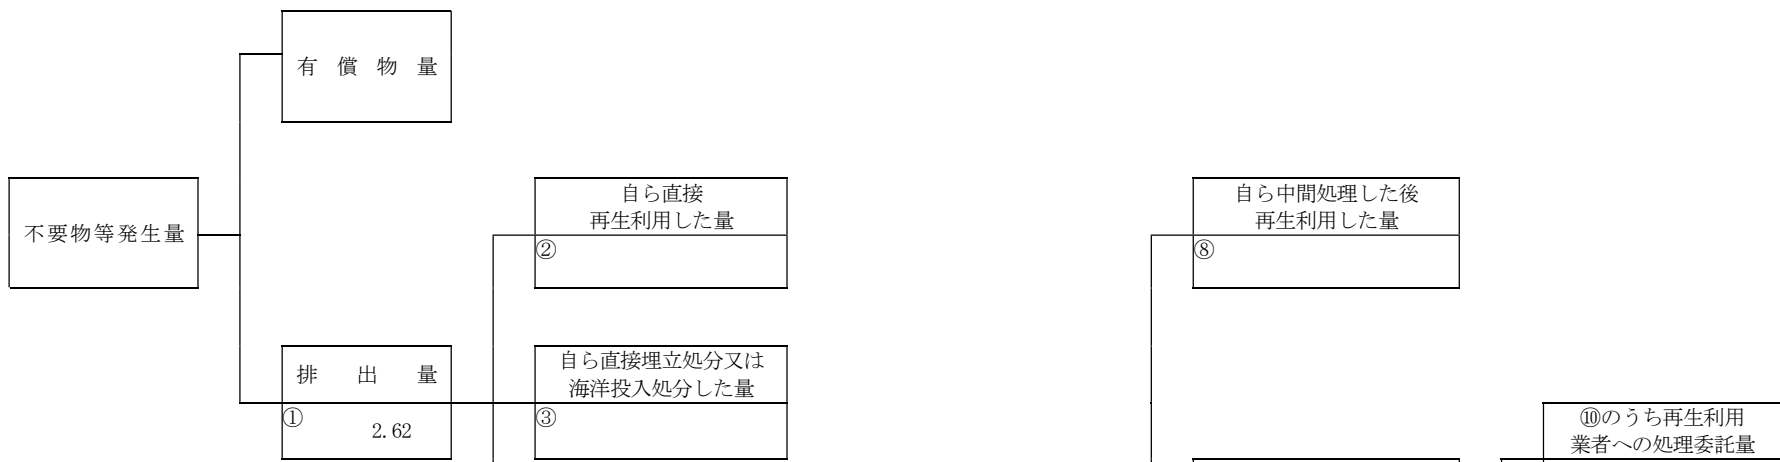 有 償 物 量
自ら直接
再生利用した量
②
自ら中間処理した後
再生利用した量
⑧
不要物等発生量
排 出 量
① 2.62
自ら直接埋立処分又は
海洋投入処分した量
③
⑩のうち再生利用
業者への処理委託量